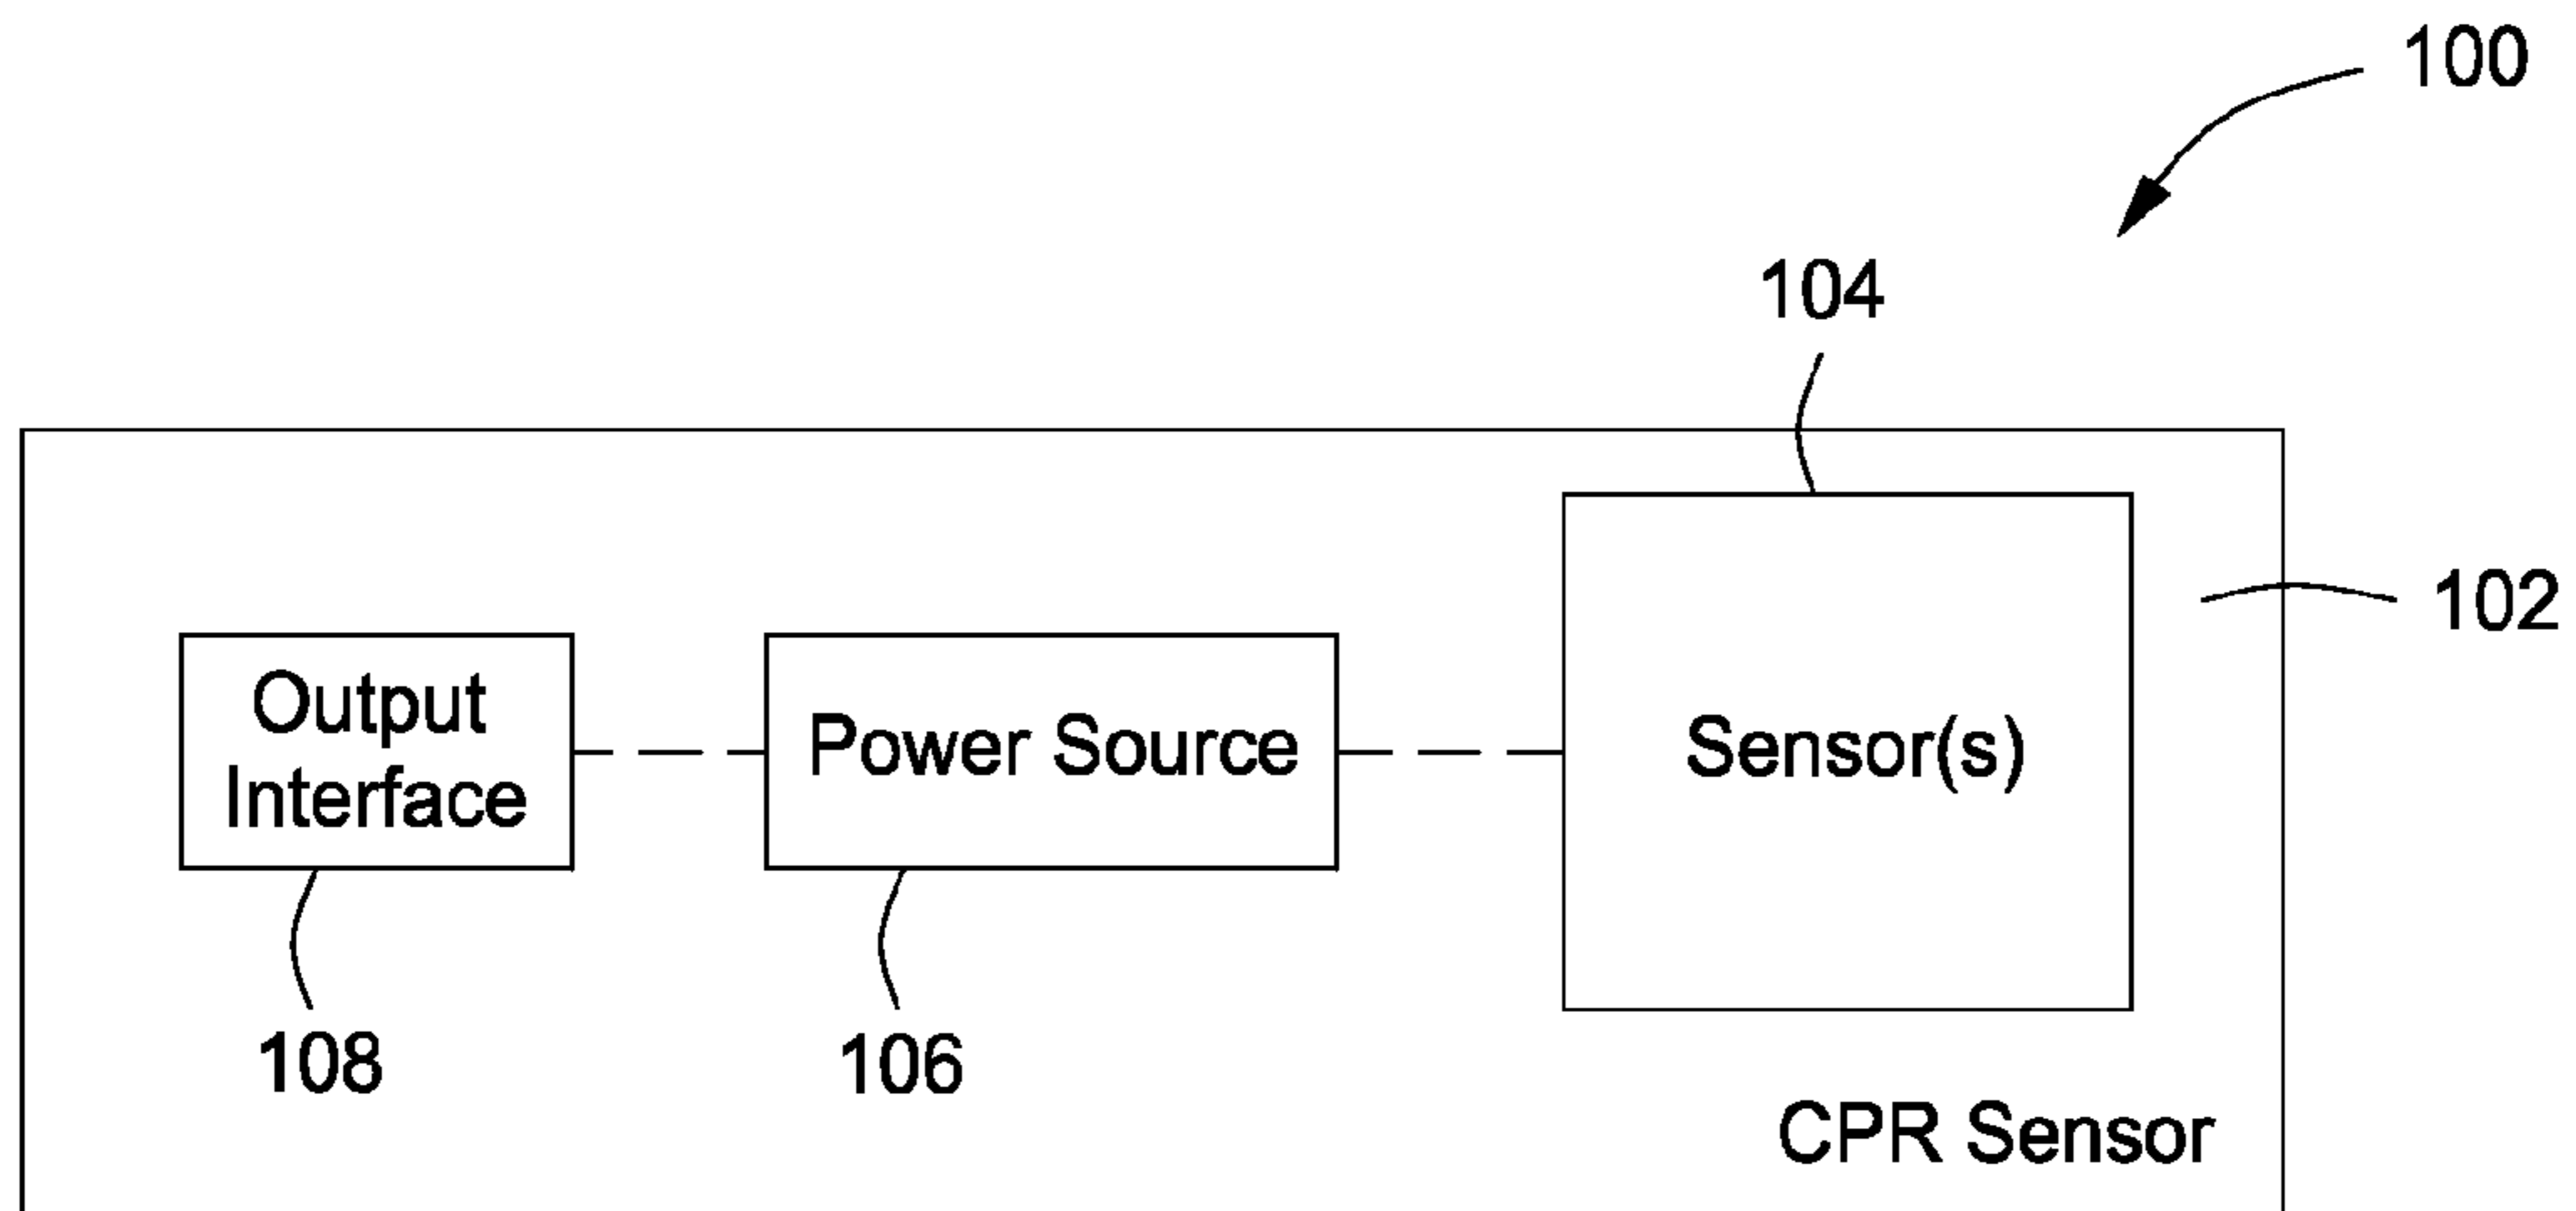 100
104
102
Output
Interface
Power Source
Sensor(s)
108
106
CPR Sensor